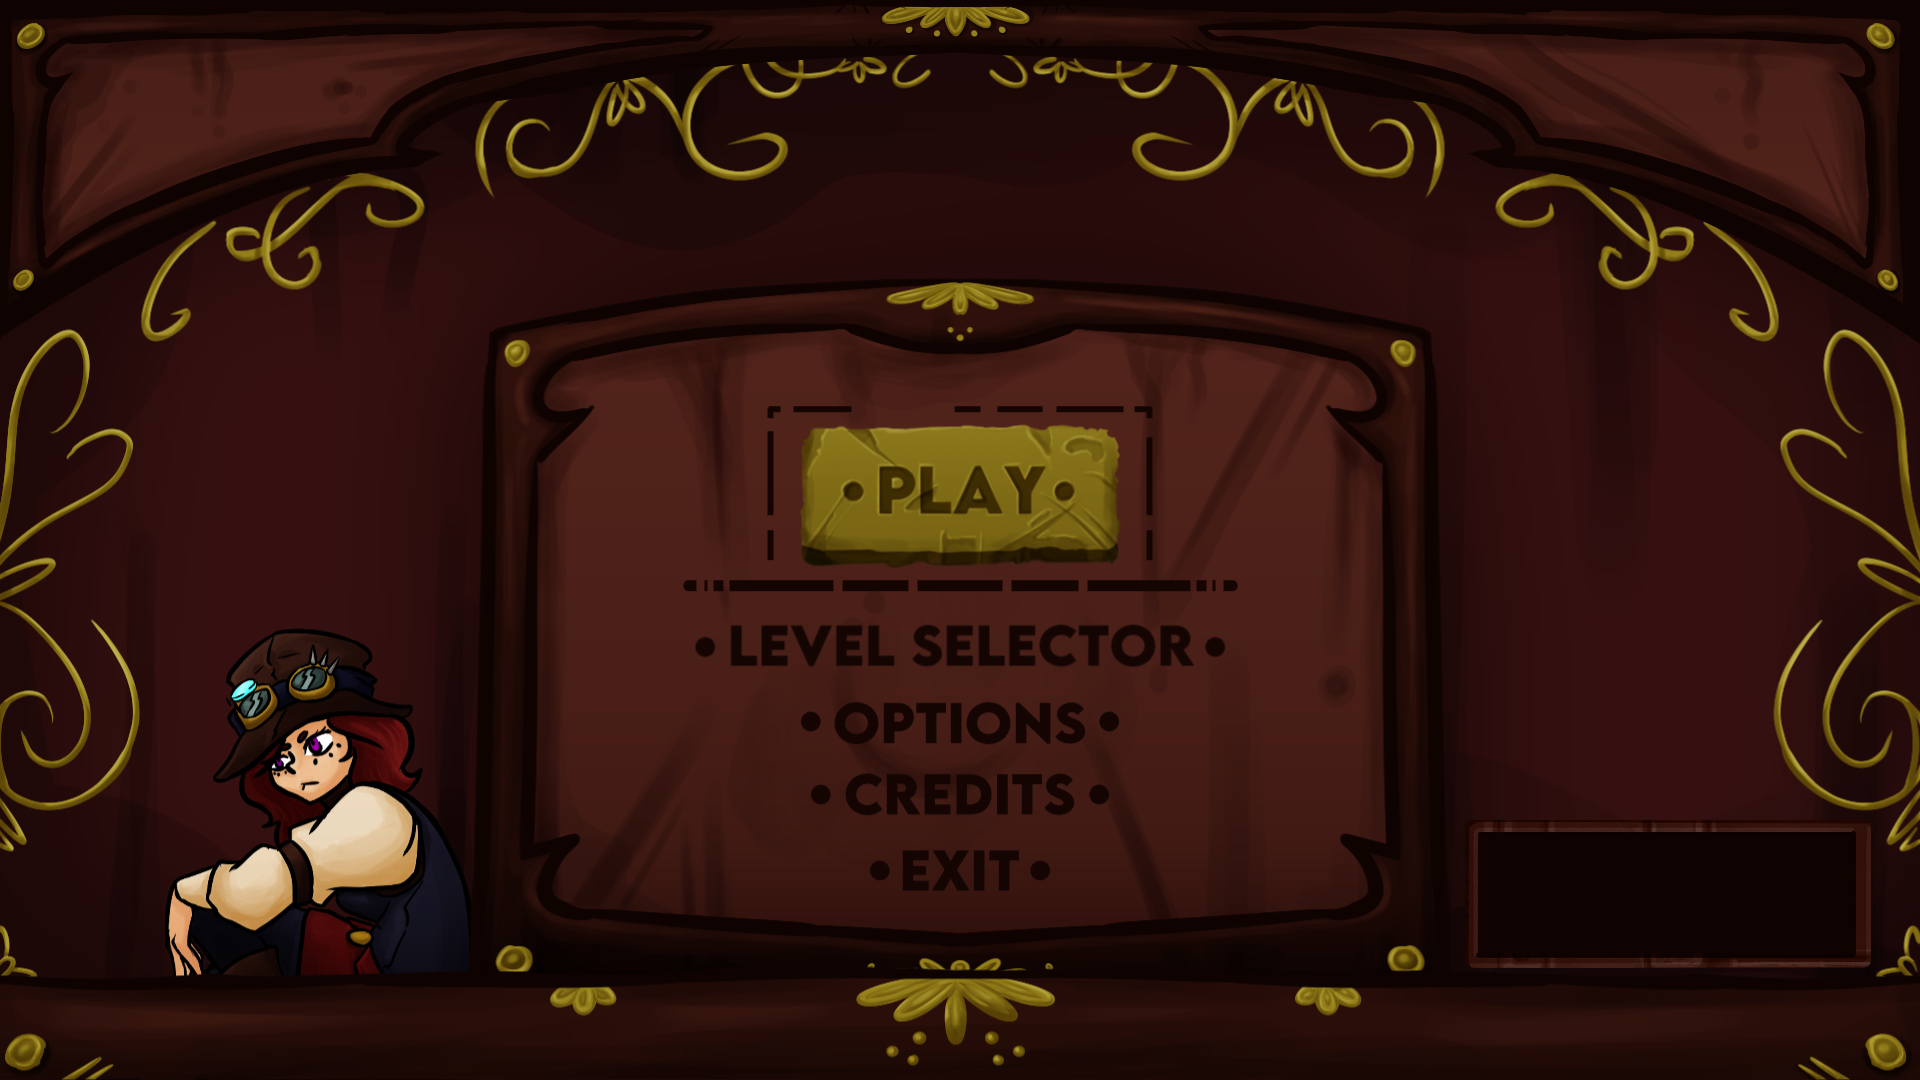 • PLAY •
• LEVEL SELECTOR •
• OPTIONS •
• CREDITS •
• EXIT •